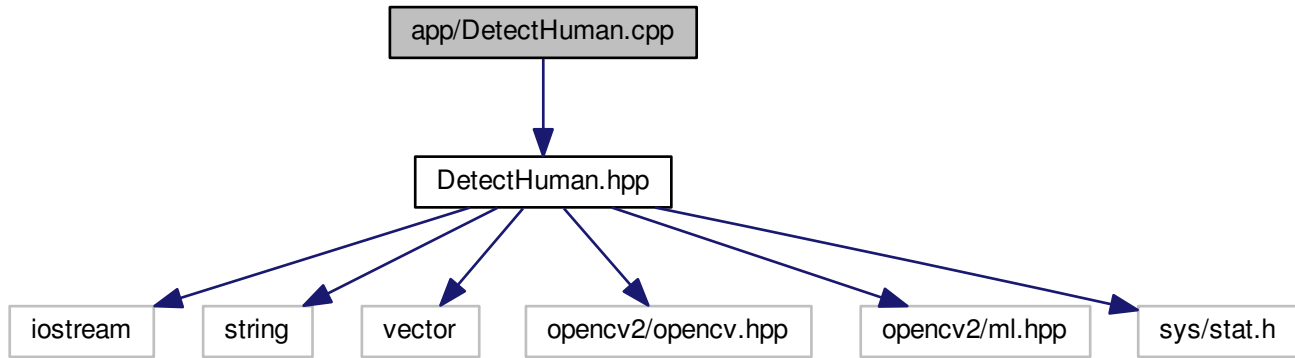 app/DetectHuman.cpp
DetectHuman.hpp
iostream
string
vector
opencv2/opencv.hpp
opencv2/ml.hpp
sys/stat.h